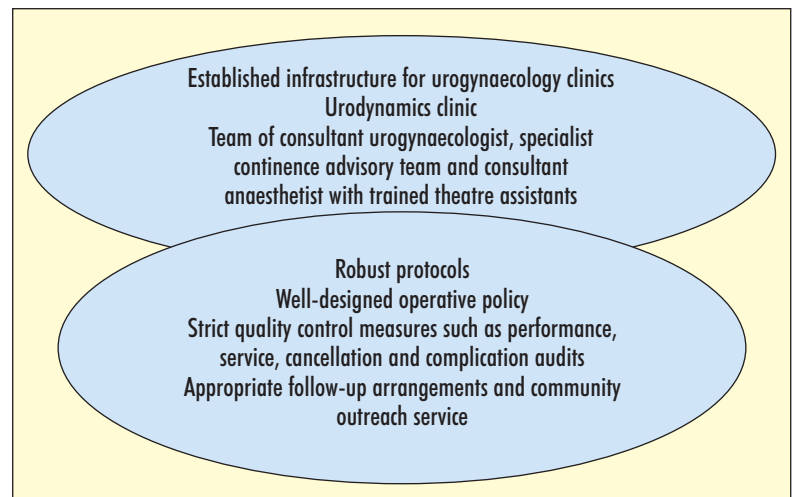 Established infrastructure for urogynaecology clinics
Urodynamics clinic
Team of consultant urogynaecologist, specialist
continence advisory team and consultant
anaesthetist with trained theatre assistants
Robust protocols
Well-designed operative policy
Strict quality control measures such as performance,
service, cancellation and complication audits
Appropriate follow-up arrangements and community
outreach service